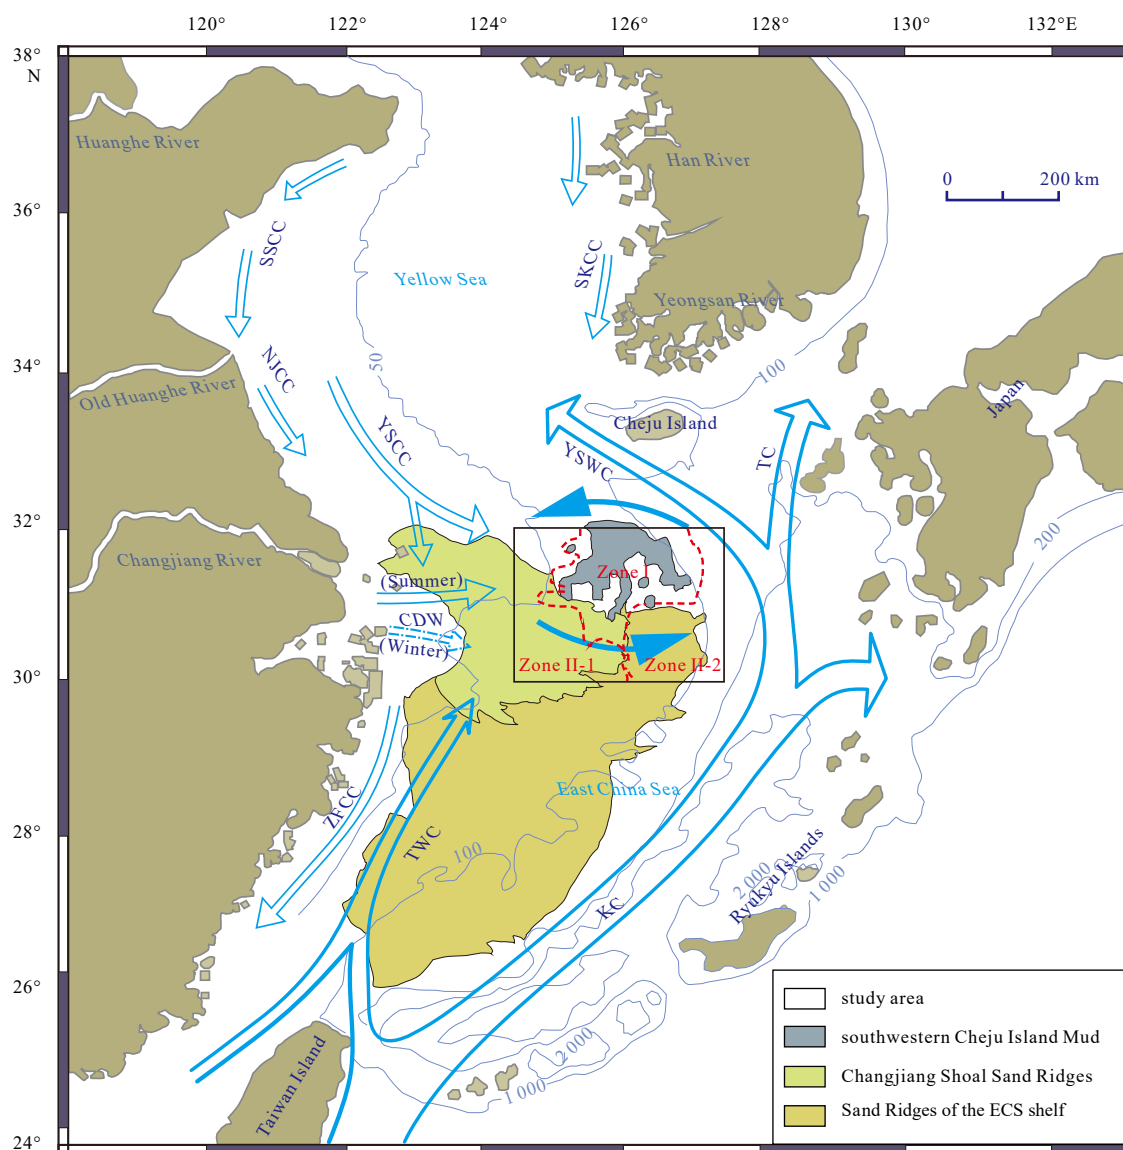 120°
122°
124°
126°
128°
130°
132°E
38°
N
36°
34°
32°
30°
28°
26°
24°
Huanghe River
Han River
0
200 km
SSCC
SKCC
Yellow Sea
Yeongsan River
NJCC
50
100
Old Huanghe River
Japan
Cheju Island
YSCC
YSWC
TC
200
Changjiang River
Zone I
(Summer)
CDW
(Winter)
Zone II-1
Zone II-2
East China Sea
ZFCC
TWC
100
2 000
Ryukyu Islands
1 000
KC
2 000
1 000
Taiwan Island
study area
southwestern Cheju Island Mud
Changjiang Shoal Sand Ridges
Sand Ridges of the ECS shelf